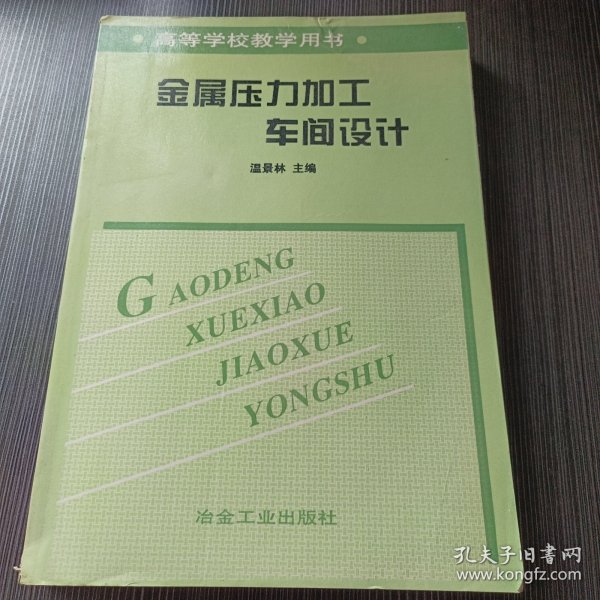 • 高等学校教学用书 •
金属压力加工
车间设计
温景林 主编
GAODENG
XUEXIAO
JIAOXUE
YONGSHU
冶金工业出版社
孔夫子旧书网
www.kongfz.com